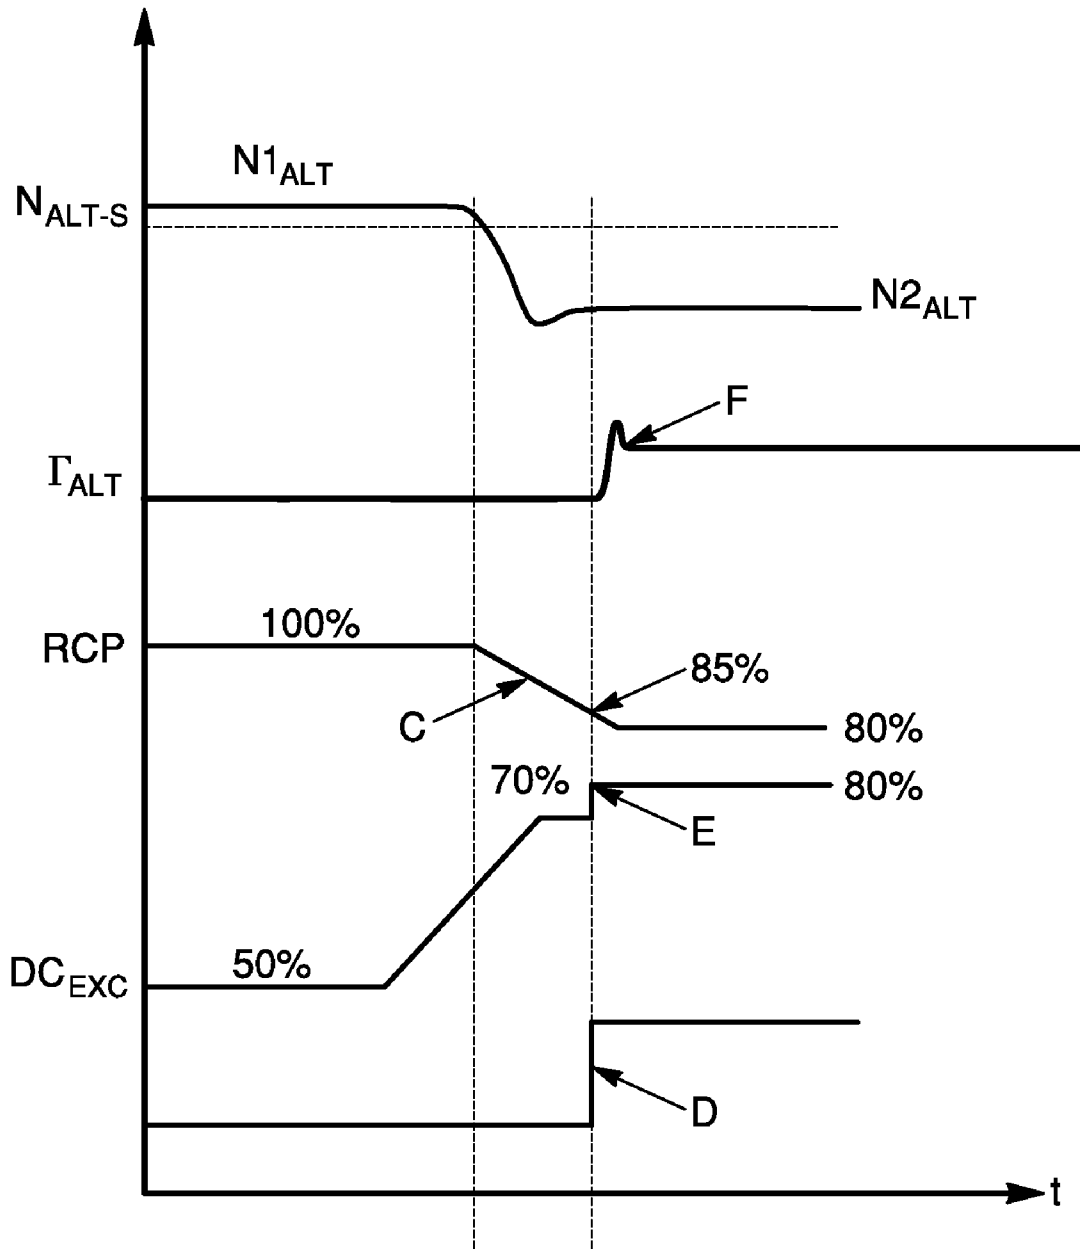 N1ALT
NALT-S
N2ALT
F
ΓALT
100%
RCP
85%
C
80%
70%
80%
E
50%
DCEXC
D
t